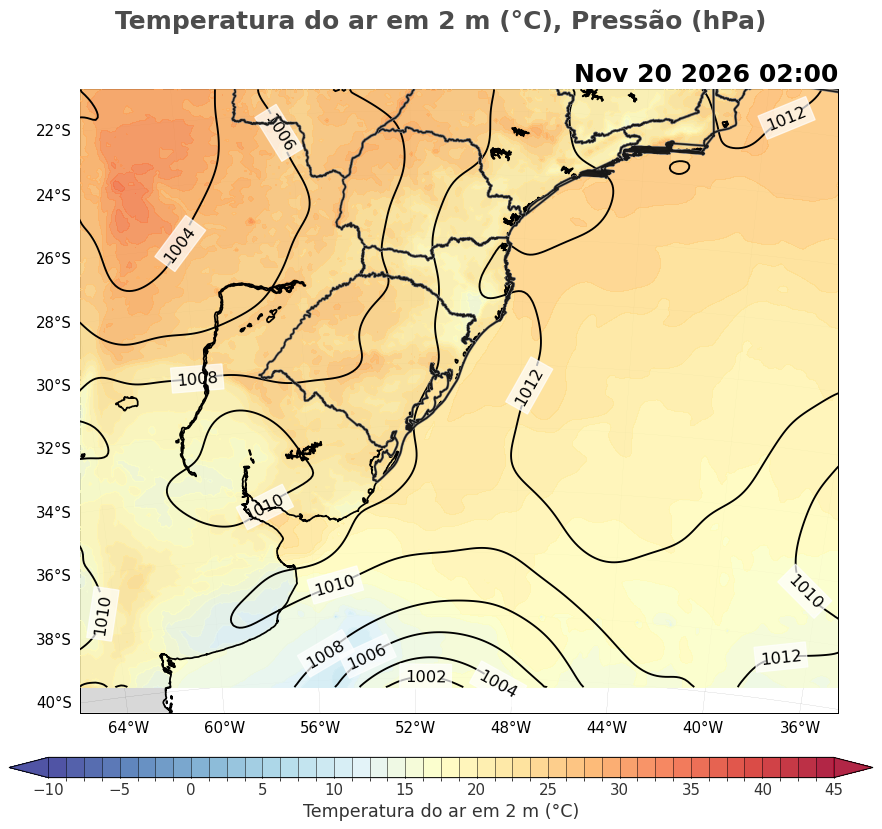 Temperatura do ar em 2 m (°C), Pressão (hPa)
Nov 20 2026 02:00
22°S
24°S
26°S
28°S
30°S
32°S
34°S
36°S
38°S
40°S
1006
1012
1004
1008
1012
1010
1010
1010
1010
1012
1008
1006
1002
1004
64°W 60°W 56°W 52°W 48°W 44°W 40°W 36°W
−10 −5 0 5 10 15 20 25 30 35 40 45
Temperatura do ar em 2 m (°C)